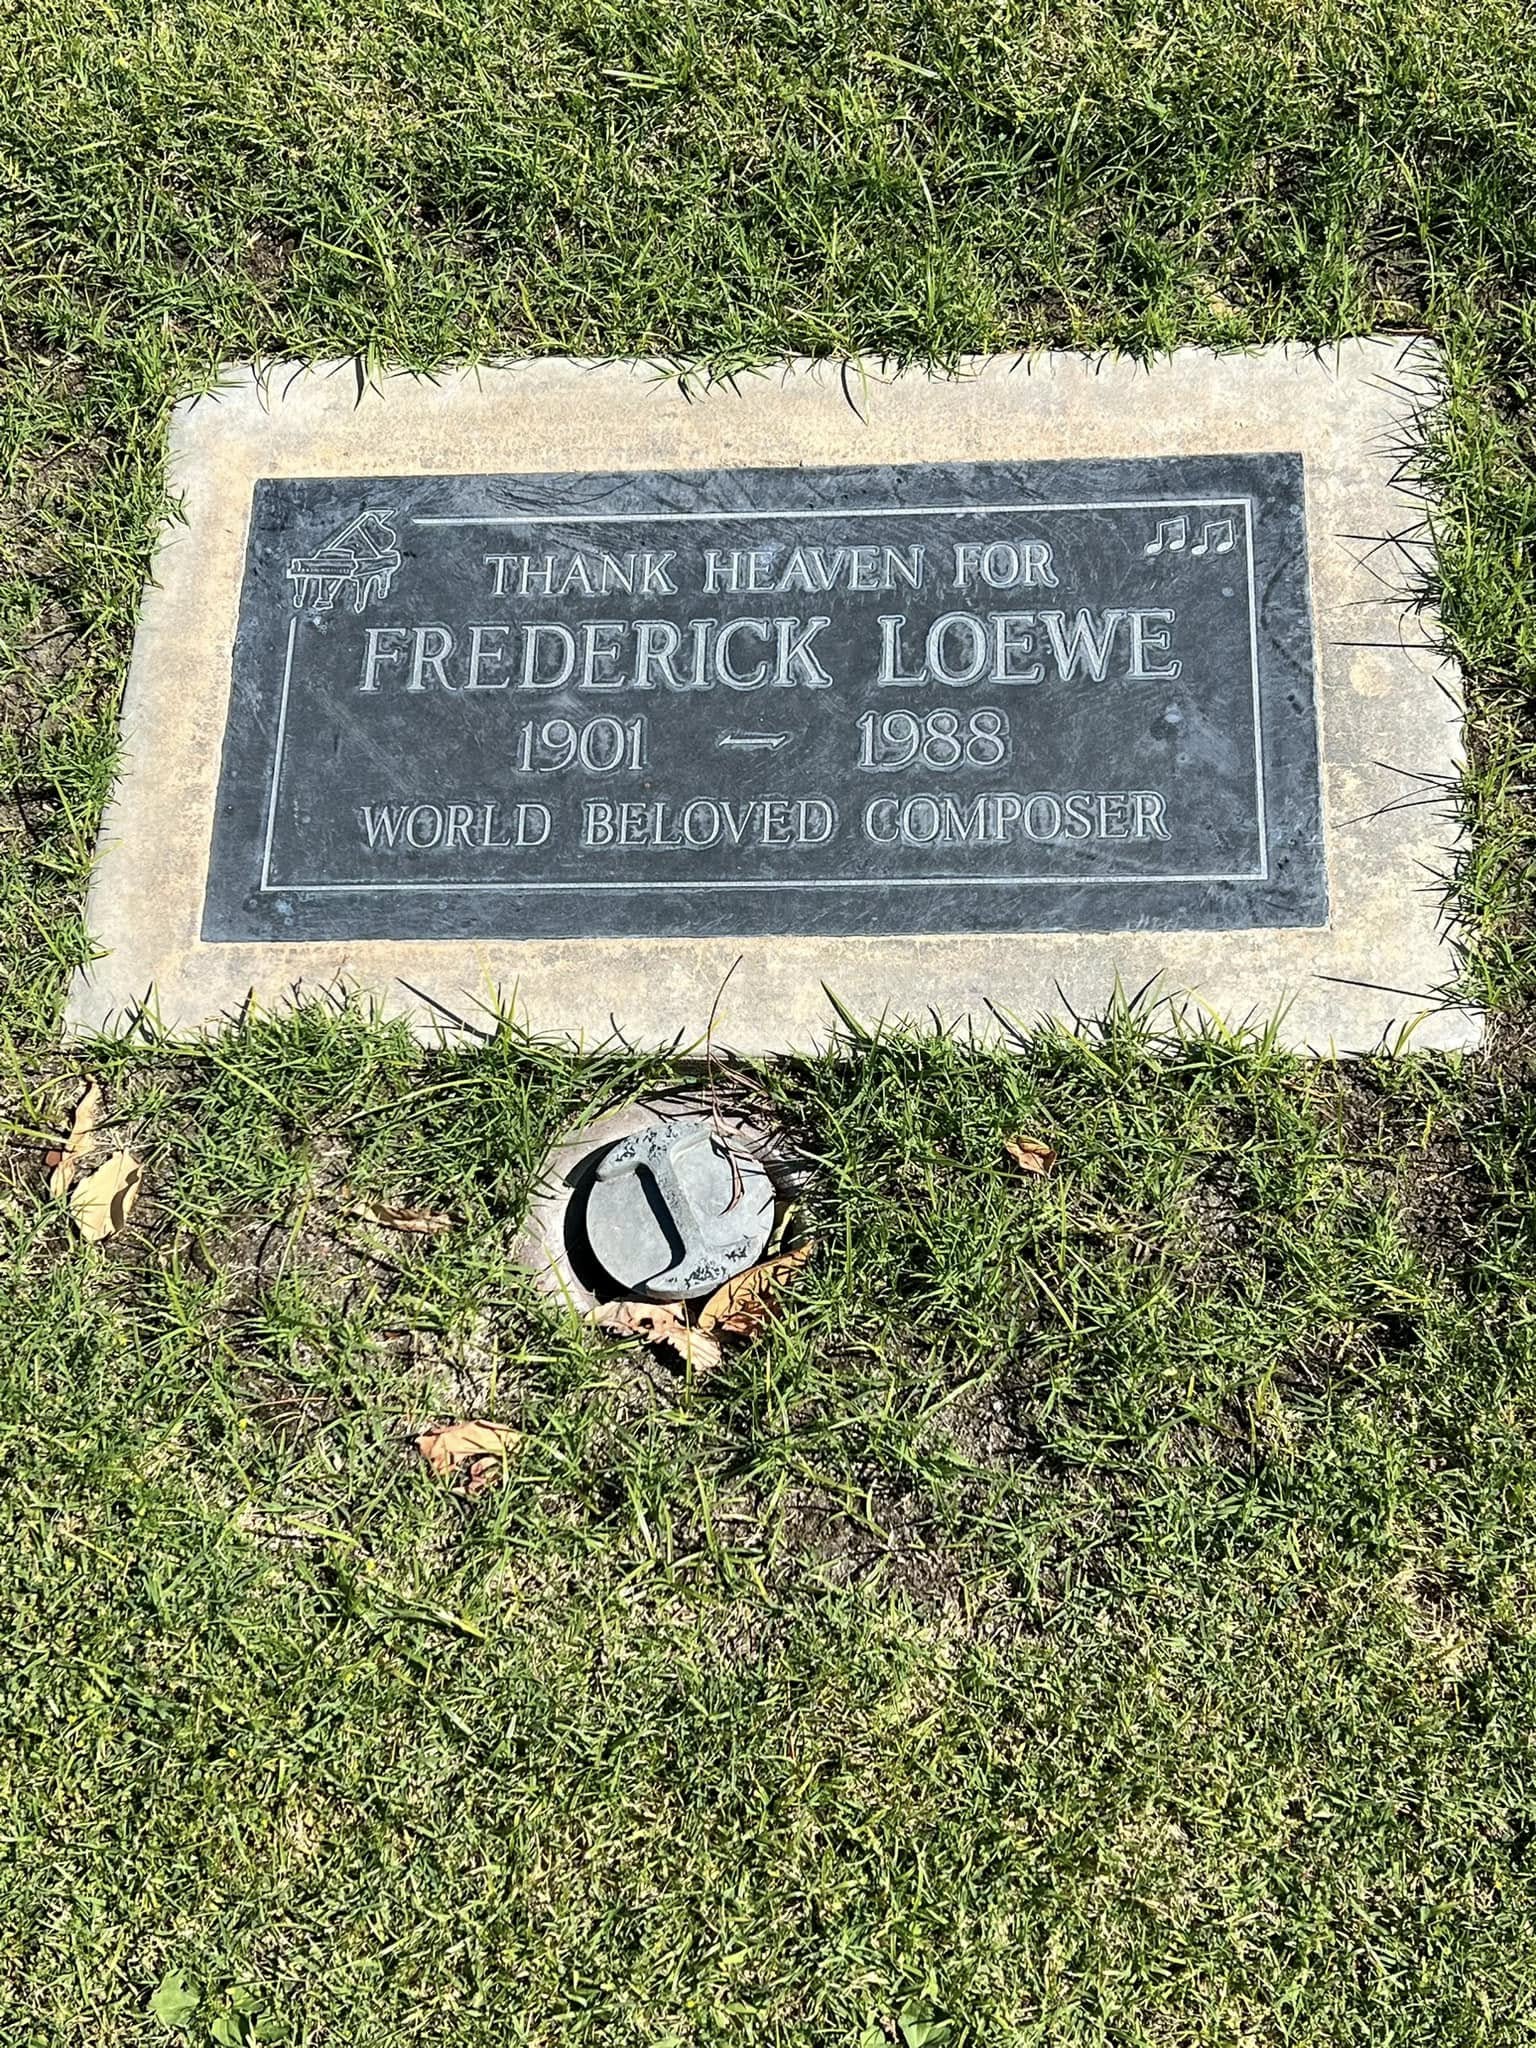 THANK HEAVEN FOR
FREDERICK LOEWE
1901 — 1988
WORLD BELOVED COMPOSER